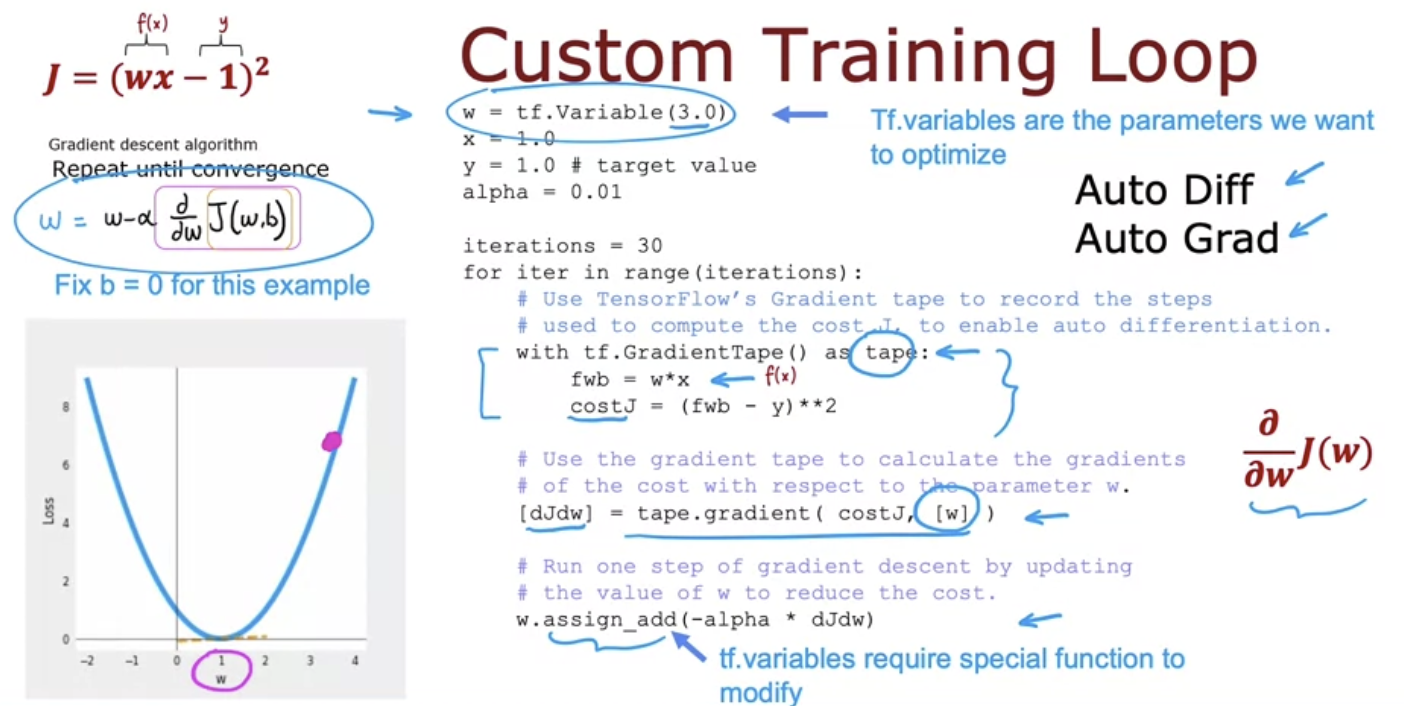 Custom Training Loop
f(x) y
J = (wx − 1)²
Gradient descent algorithm
Repeat until convergence
w = w-α ∂/∂w J(w,b)
Fix b = 0 for this example
8
6
4
2
0
Loss
−2 −1 0 1 2 3 4
w
w = tf.Variable(3.0)
x = 1.0
y = 1.0 # target value
alpha = 0.01
Tf.variables are the parameters we want
to optimize
Auto Diff
Auto Grad
iterations = 30
for iter in range(iterations):
# Use TensorFlow’s Gradient tape to record the steps
# used to compute the cost J, to enable auto differentiation.
with tf.GradientTape() as tape:
fwb = w*x f(x)
costJ = (fwb - y)**2
# Use the gradient tape to calculate the gradients
# of the cost with respect to the parameter w.
[dJdw] = tape.gradient( costJ, [w] )
∂/∂w J(w)
# Run one step of gradient descent by updating
# the value of w to reduce the cost.
w.assign_add(-alpha * dJdw)
tf.variables require special function to
modify